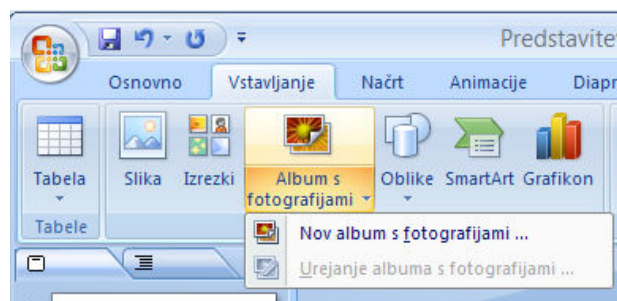 Predstavite
Osnovno Vstavljanje Načrt Animacije Diapr
Tabela Slika Izrezki Album s fotografijami Oblike SmartArt Grafikon
Tabele
Nov album s fotografijami ...
Urejanje albuma s fotografijami ...